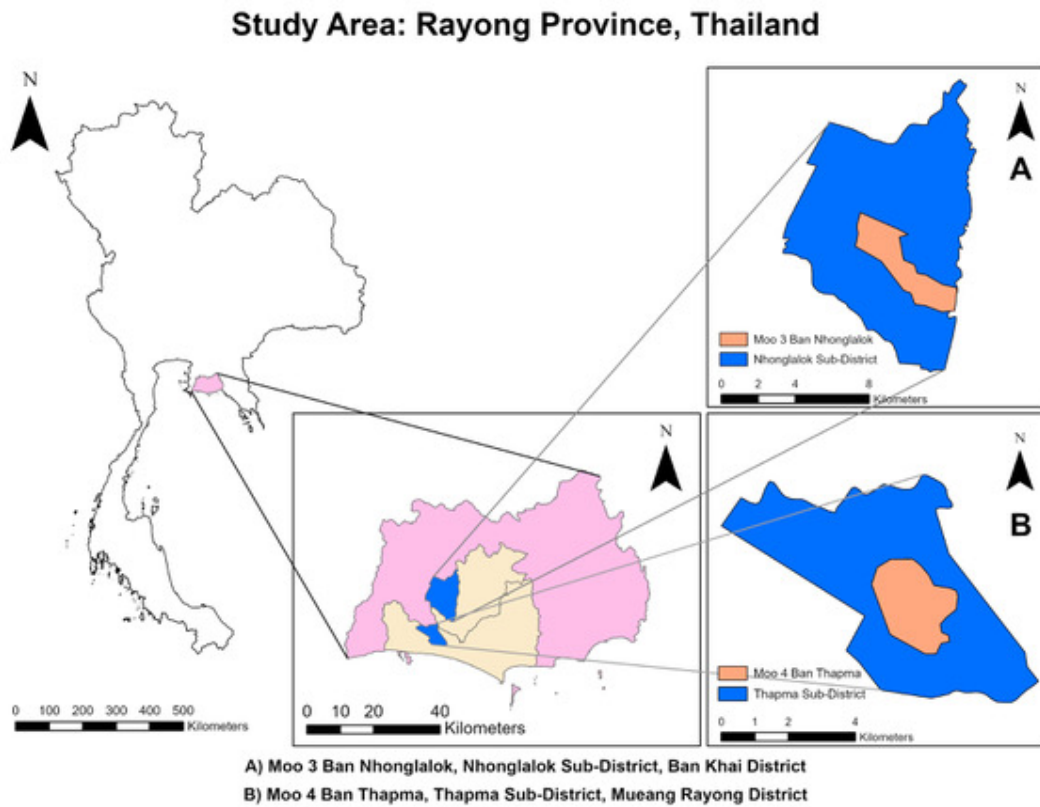 Study Area: Rayong Province, Thailand
N
N
A
Moo 3 Ban Nhonglalok
Nhonglalok Sub-District
0 2 4 8
Kilometers
N
N
B
Moo 4 Ban Thapma
Thapma Sub-District
0 1 2 4
Kilometers
0 100 200 300 400 500
Kilometers
0 10 20 40
Kilometers
A) Moo 3 Ban Nhonglalok, Nhonglalok Sub-District, Ban Khai District
B) Moo 4 Ban Thapma, Thapma Sub-District, Mueang Rayong District